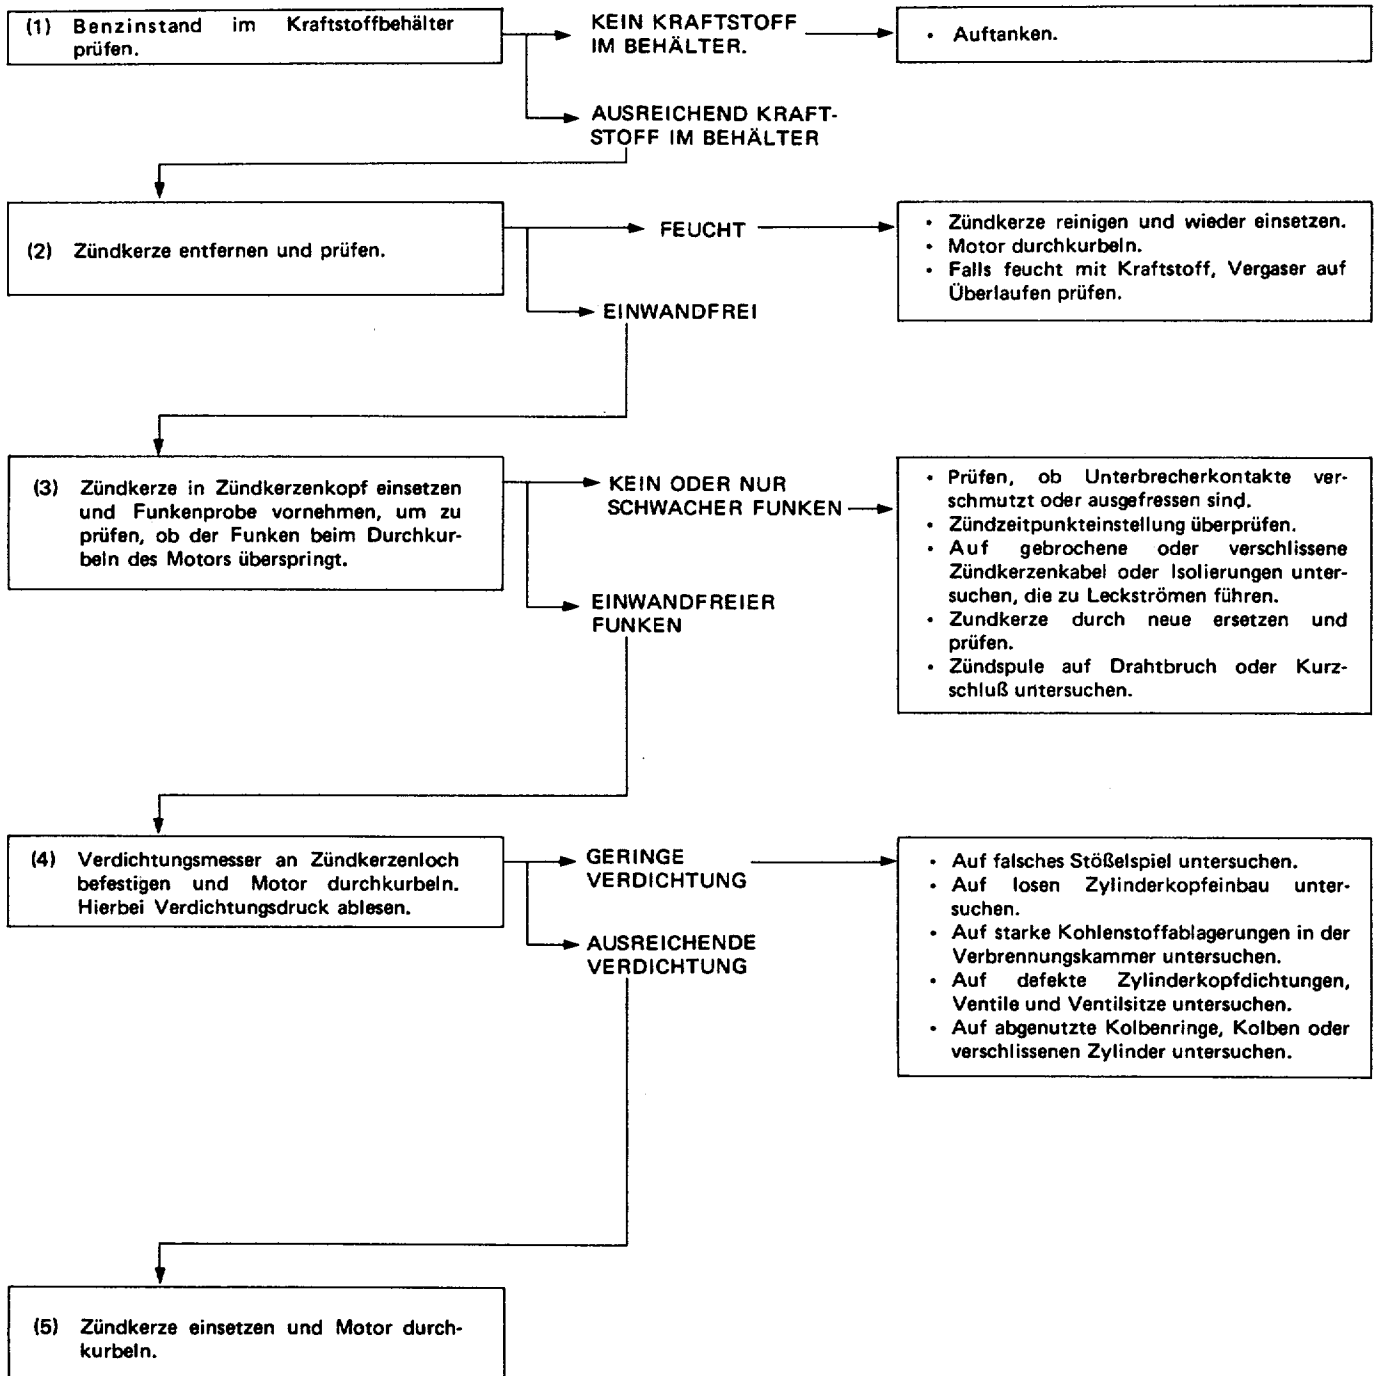 (1) Benzinstand im Kraftstoffbehälter
prüfen.
KEIN KRAFTSTOFF
IM BEHÄLTER.
• Auftanken.
AUSREICHEND KRAFT-
STOFF IM BEHÄLTER
(2) Zündkerze entfernen und prüfen.
FEUCHT
• Zündkerze reinigen und wieder einsetzen.
• Motor durchkurbeln.
• Falls feucht mit Kraftstoff, Vergaser auf
Überlaufen prüfen.
EINWANDFREI
(3) Zündkerze in Zündkerzenkopf einsetzen
und Funkenprobe vornehmen, um zu
prüfen, ob der Funken beim Durchkur-
beln des Motors überspringt.
KEIN ODER NUR
SCHWACHER FUNKEN
• Prüfen, ob Unterbrecherkontakte ver-
schmutzt oder ausgefressen sind.
• Zündzeitpunkteinstellung überprüfen.
• Auf gebrochene oder verschlissene
Zündkerzenkabel oder Isolierungen unter-
suchen, die zu Leckströmen führen.
• Zundkerze durch neue ersetzen und
prüfen.
• Zündspule auf Drahtbruch oder Kurz-
schluß untersuchen.
EINWANDFREIER
FUNKEN
(4) Verdichtungsmesser an Zündkerzenloch
befestigen und Motor durchkurbeln.
Hierbei Verdichtungsdruck ablesen.
GERINGE
VERDICHTUNG
• Auf falsches Stößelspiel untersuchen.
• Auf losen Zylinderkopfeinbau unter-
suchen.
• Auf starke Kohlenstoffablagerungen in der
Verbrennungskammer untersuchen.
• Auf defekte Zylinderkopfdichtungen,
Ventile und Ventilsitze untersuchen.
• Auf abgenutzte Kolbenringe, Kolben oder
verschlissenen Zylinder untersuchen.
AUSREICHENDE
VERDICHTUNG
(5) Zündkerze einsetzen und Motor durch-
kurbeln.